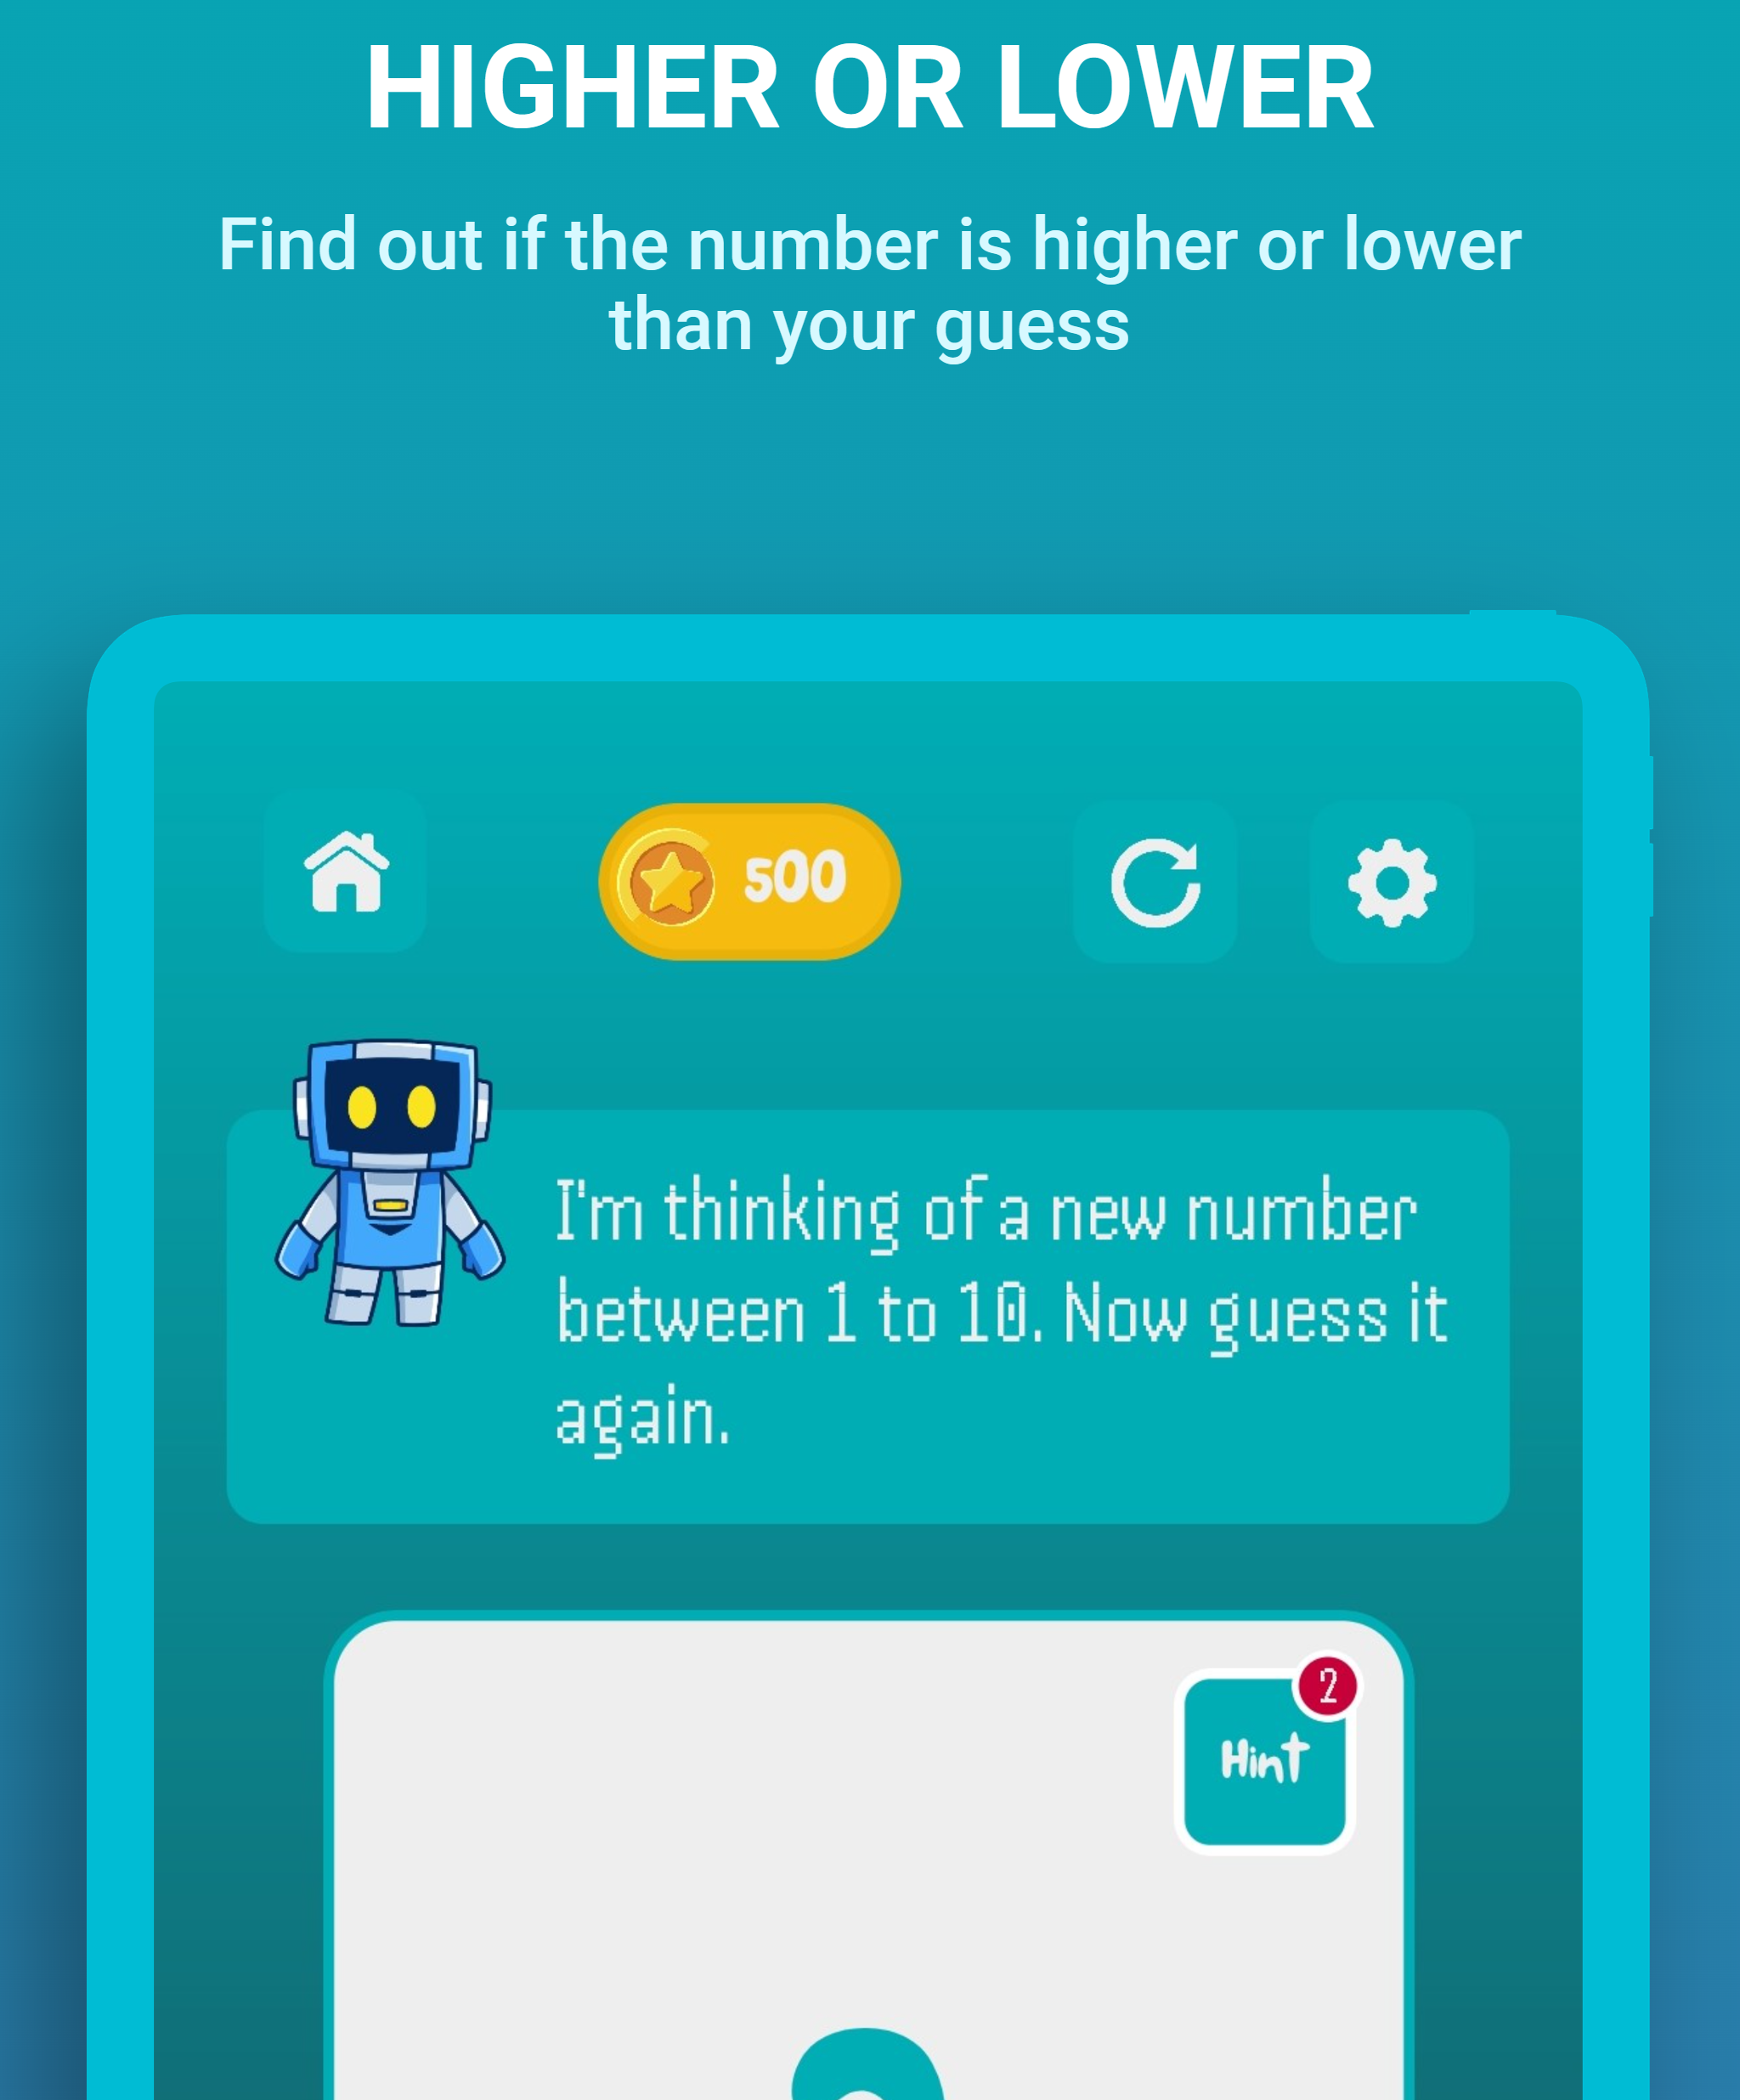 HIGHER OR LOWER
Find out if the number is higher or lower
than your guess
500
I'm thinking of a new number
between 1 to 10. Now guess it
again.
2
Hint